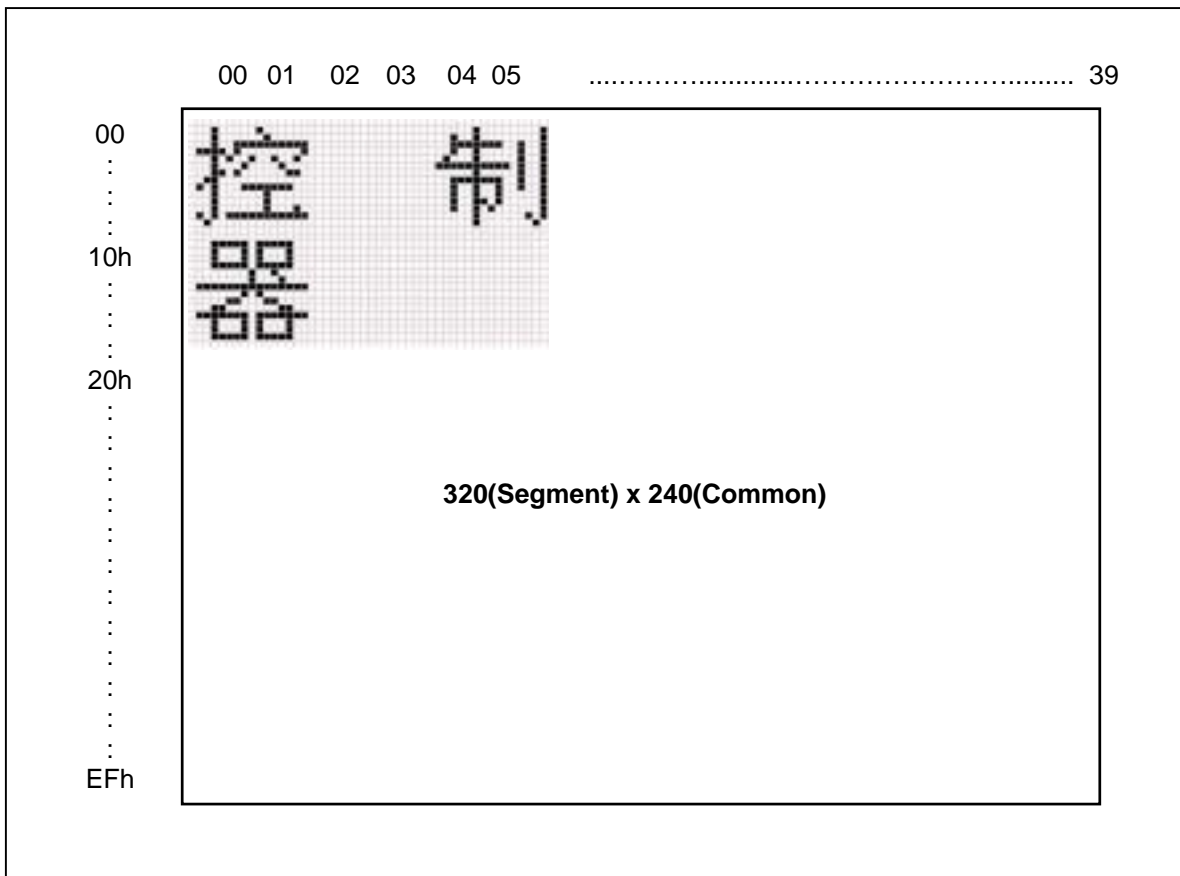 00 01 02 03 04 05 ....................................................... 39
00
:
:
:
10h
:
:
:
20h
:
:
:
:
:
:
:
:
:
:
:
:
EFh
控 制
器
320(Segment) x 240(Common)